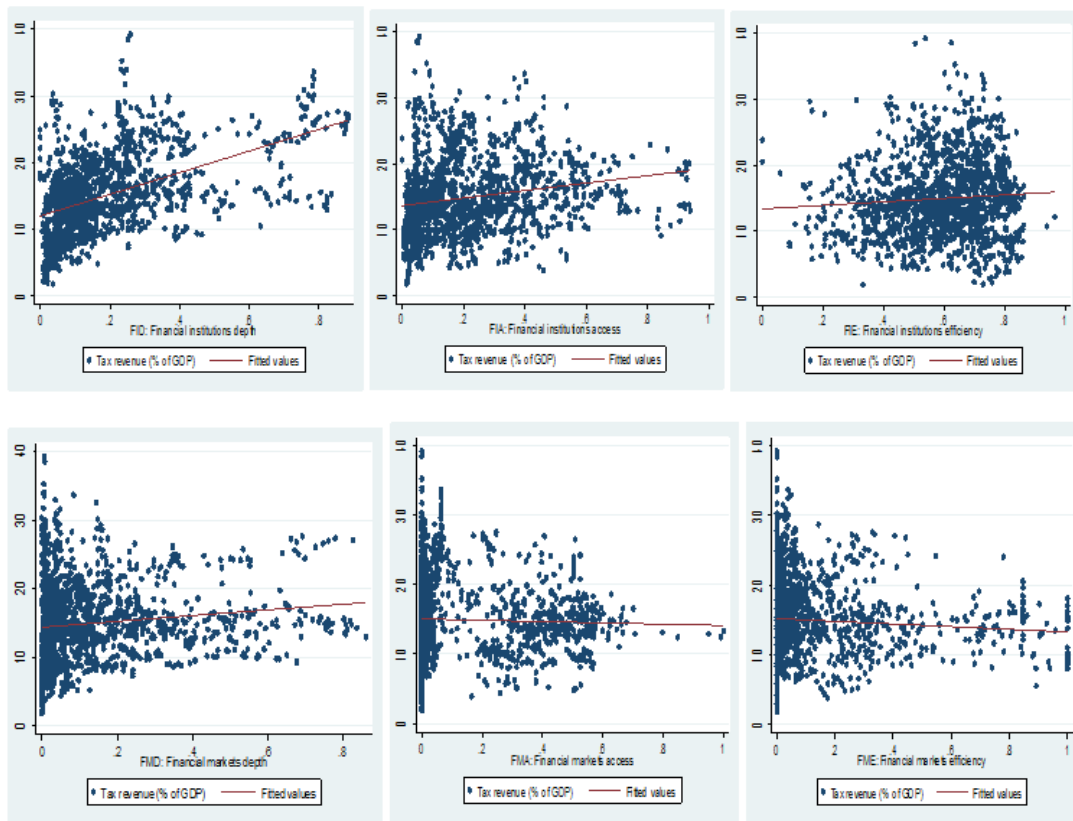 40
30
20
10
0
0 .2 .4 .6 .8
FID: Financial institutions depth
Tax revenue (% of GDP) Fitted values
40
30
20
10
0
0 .2 .4 .6 .8 1
FIA: Financial institutions access
Tax revenue (% of GDP) Fitted values
40
30
20
10
0
0 .2 .4 .6 .8 1
FIE: Financial institutions efficiency
Tax revenue (% of GDP) Fitted values
40
30
20
10
0
0 .2 .4 .6 .8
FMD: Financial markets depth
Tax revenue (% of GDP) Fitted values
40
30
20
10
0
0 .2 .4 .6 .8 1
FMA: Financial markets access
Tax revenue (% of GDP) Fitted values
40
30
20
10
0
0 .2 .4 .6 .8 1
FME: Financial markets efficiency
Tax revenue (% of GDP) Fitted values